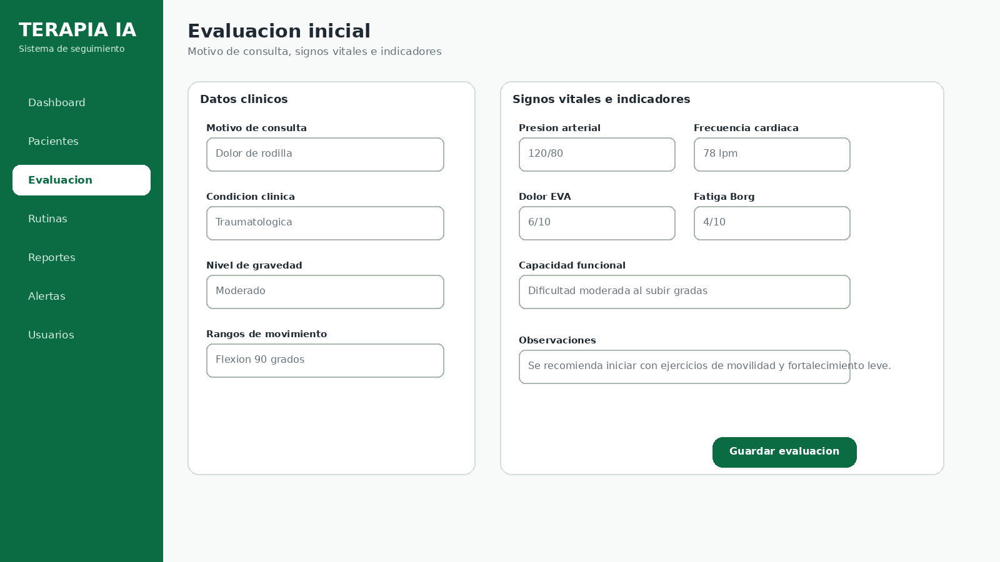 TERAPIA IA
Sistema de seguimiento
Dashboard
Pacientes
Evaluacion
Rutinas
Reportes
Alertas
Usuarios
Evaluacion inicial
Motivo de consulta, signos vitales e indicadores
Datos clinicos
Motivo de consulta
Dolor de rodilla
Condicion clinica
Traumatologica
Nivel de gravedad
Moderado
Rangos de movimiento
Flexion 90 grados
Signos vitales e indicadores
Presion arterial
120/80
Frecuencia cardiaca
78 lpm
Dolor EVA
6/10
Fatiga Borg
4/10
Capacidad funcional
Dificultad moderada al subir gradas
Observaciones
Se recomienda iniciar con ejercicios de movilidad y fortalecimiento leve.
Guardar evaluacion